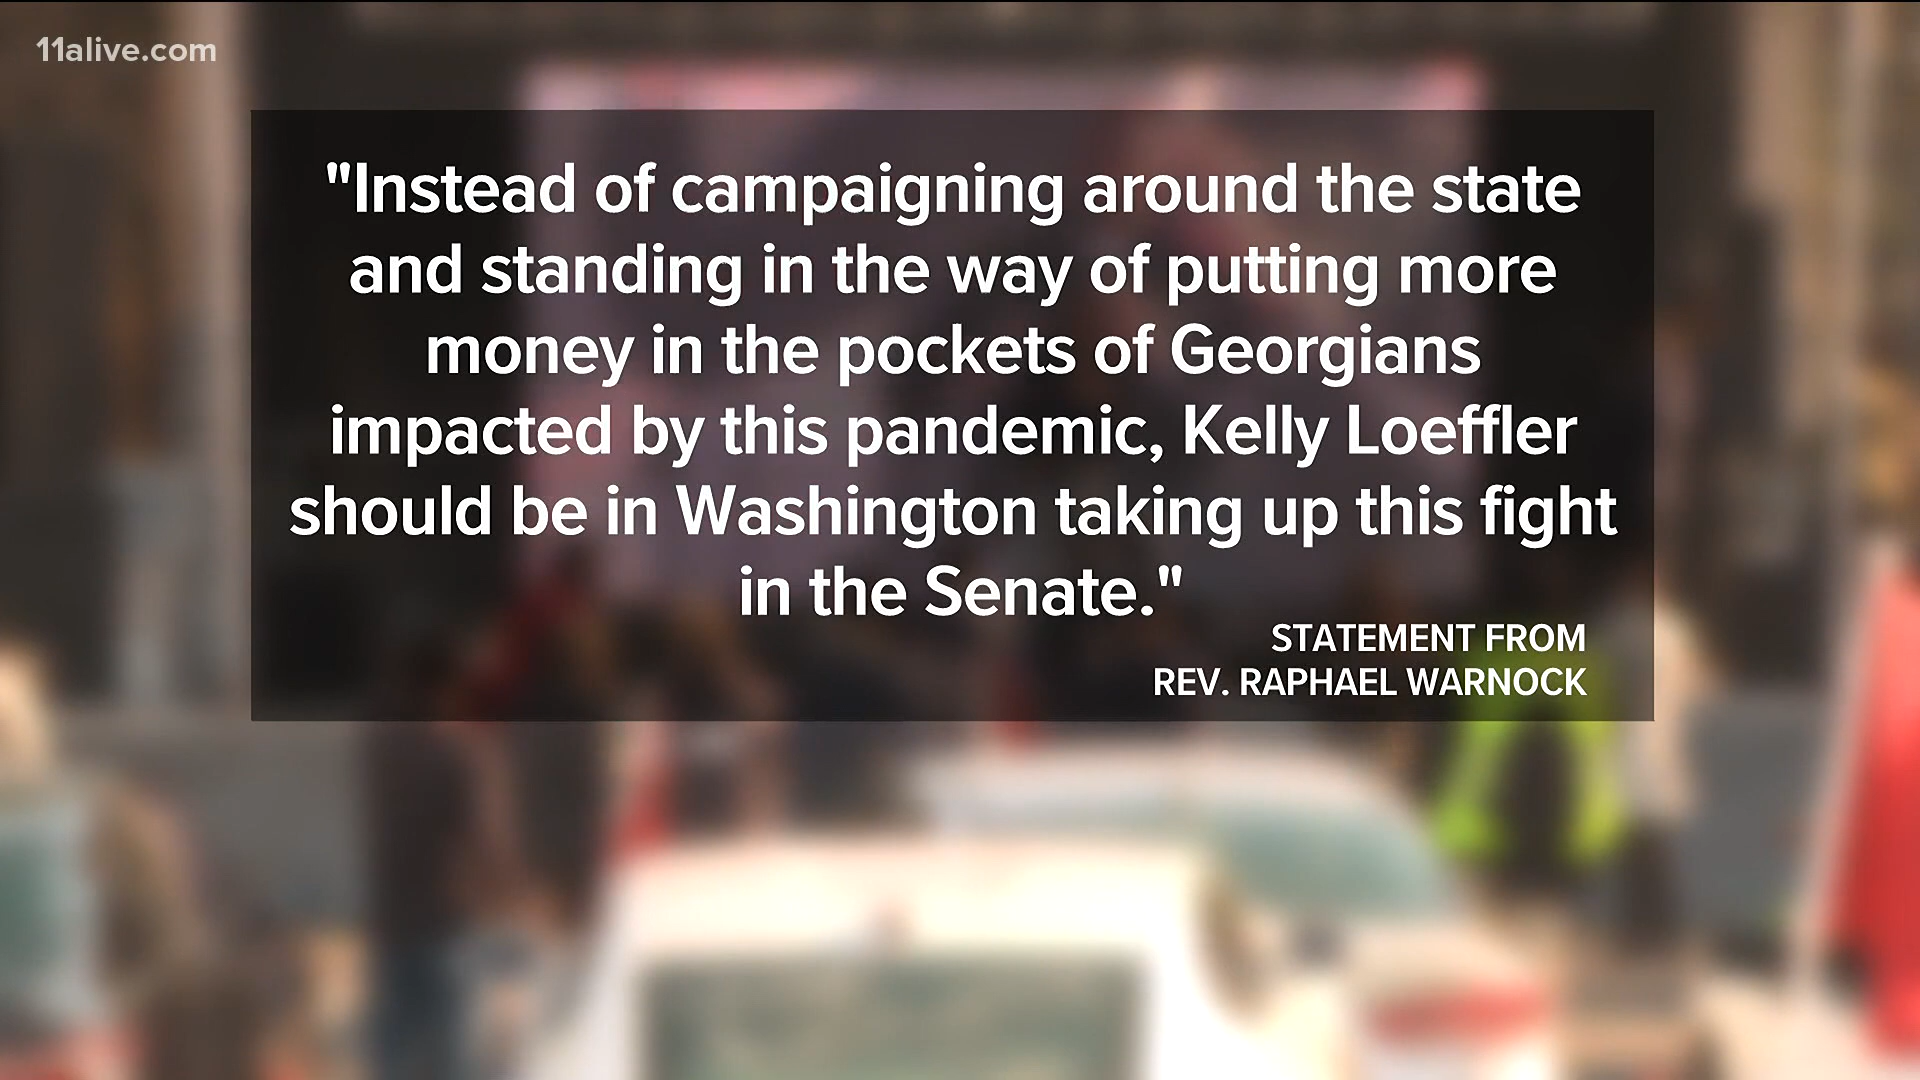 11alive.com
"Instead of campaigning around the state
and standing in the way of putting more
money in the pockets of Georgians
impacted by this pandemic, Kelly Loeffler
should be in Washington taking up this fight
in the Senate."
STATEMENT FROM
REV. RAPHAEL WARNOCK